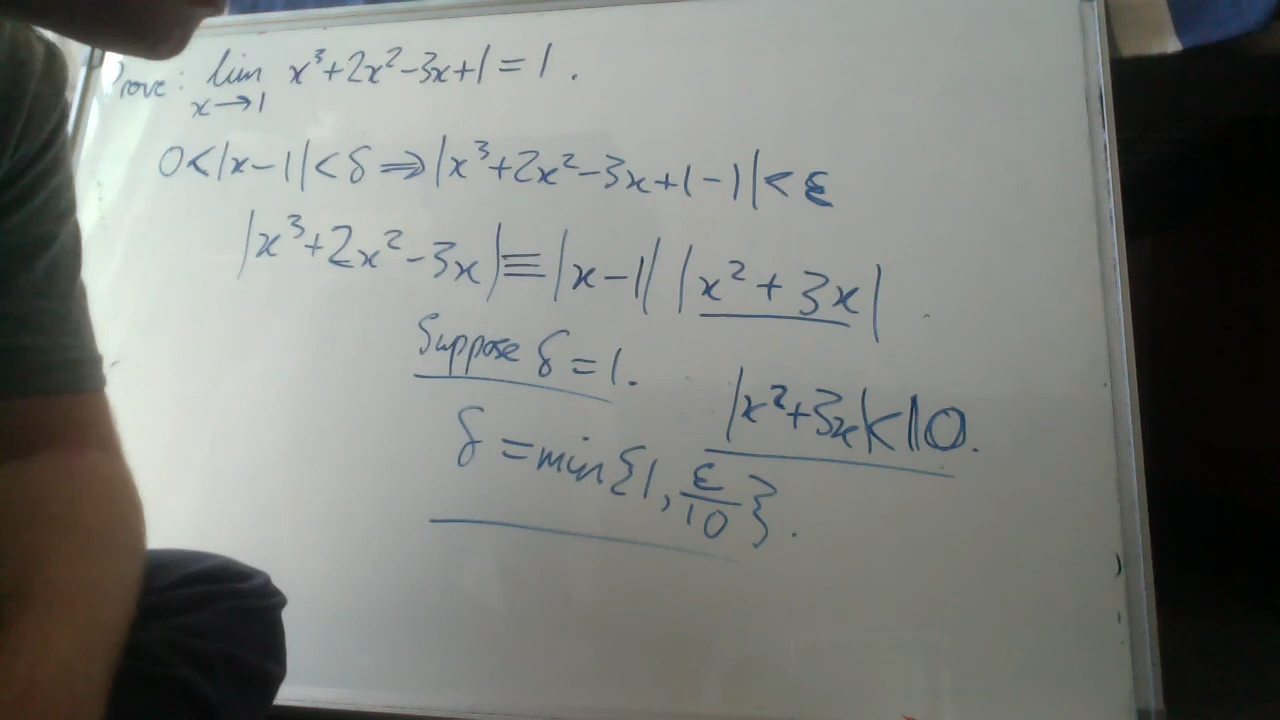 Prove: lim x→1 x³+2x²-3x+1=1.
0<|x-1|<δ⇒|x³+2x²-3x+1-1|<ε
|x³+2x²-3x|≡|x-1||x²+3x|
Suppose δ=1.
|x²+3x|<10.
δ=min{1, ε/10}.